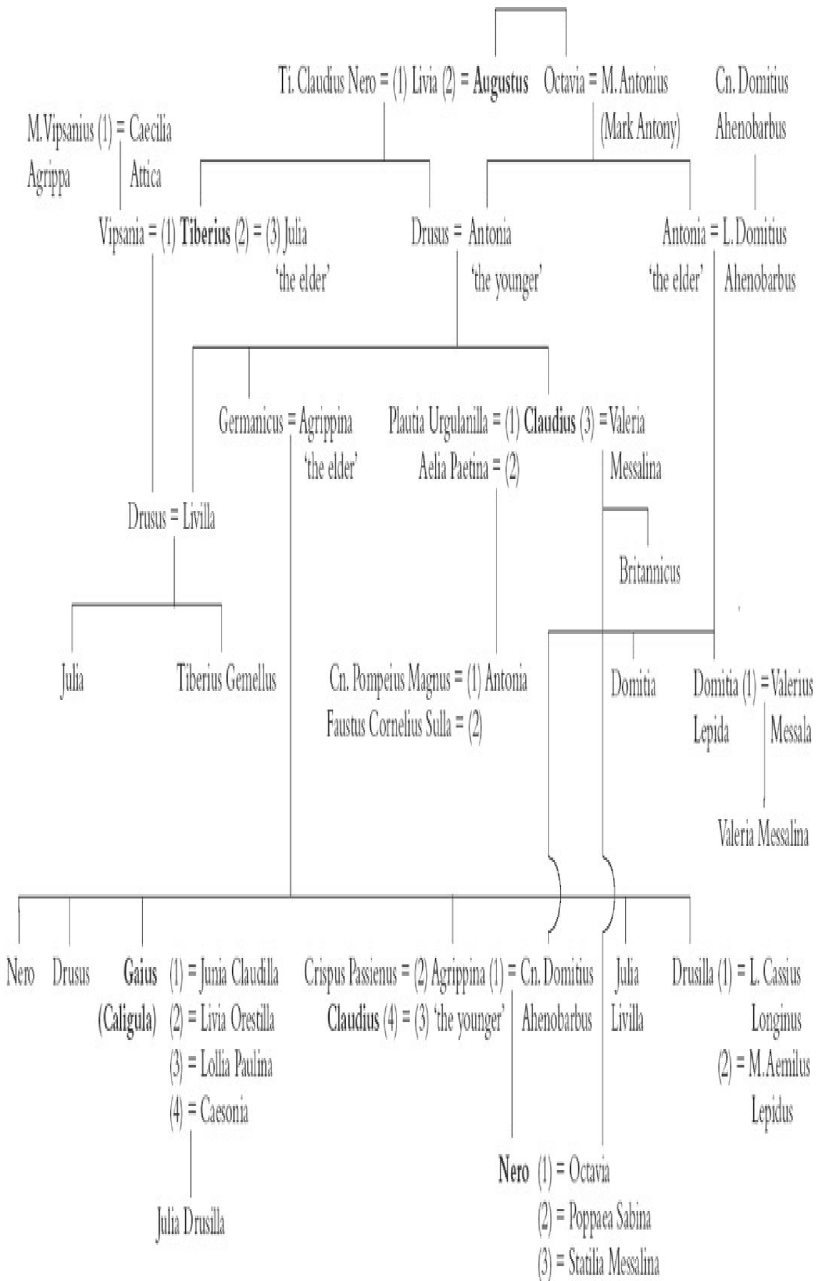 Ti. Claudius Nero = (1) Livia (2) = Augustus Octavia = M. Antonius Cn. Domitius
(Mark Antony) Ahenobarbus
M. Vipsanius (1) = Caecilia
Agrippa Attica
Vipsania = (1) Tiberius (2) = (3) Julia Drusus = Antonia Antonia = L. Domitius
‘the elder’ ‘the younger’ ‘the elder’ Ahenobarbus
Germanicus = Agrippina Plautia Urgulanilla = (1) Claudius (3) = Valeria
‘the elder’ Aelia Paetina = (2) Messalina
Drusus = Livilla
Britannicus
Julia Tiberius Gemellus Cn. Pompeius Magnus = (1) Antonia Domitia Domitia (1) = Valerius
Faustus Cornelius Sulla = (2) Lepida Messala
Valeria Messalina
Nero Drusus Gaius (1) = Junia Claudilla Crispus Passienus = (2) Agrippina (1) = Cn. Domitius Julia Drusilla (1) = L. Cassius
(Caligula) (2) = Livia Orestilla Claudius (4) = (3) ‘the younger’ Ahenobarbus Livilla Longinus
(3) = Lollia Paulina (2) = M. Aemilus
(4) = Caesonia Lepidus
Nero (1) = Octavia
Julia Drusilla (2) = Poppaea Sabina
(3) = Statilia Messalina